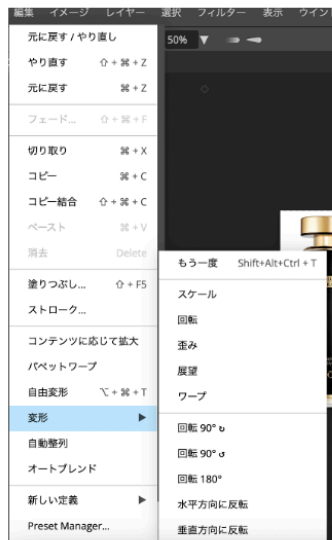 編集 イメージ レイヤー 選択 フィルター 表示 ウイン
元に戻す / やり直し
50% ▼
やり直す ⇧ + ⌘ + Z
元に戻す ⌘ + Z
フェード... ⇧ + ⌘ + F
切り取り ⌘ + X
コピー ⌘ + C
コピー結合 ⇧ + ⌘ + C
ペースト ⌘ + V
消去 Delete
塗りつぶし... ⇧ + F5
ストローク...
コンテンツに応じて拡大
パペットワープ
自由変形 ⌥ + ⌘ + T
変形 ▶
自動整列
オートブレンド
新しい定義 ▶
Preset Manager...
もう一度 Shift+Alt+Ctrl + T
スケール
回転
歪み
展望
ワープ
回転 90° ↻
回転 90° ↺
回転 180°
水平方向に反転
垂直方向に反転